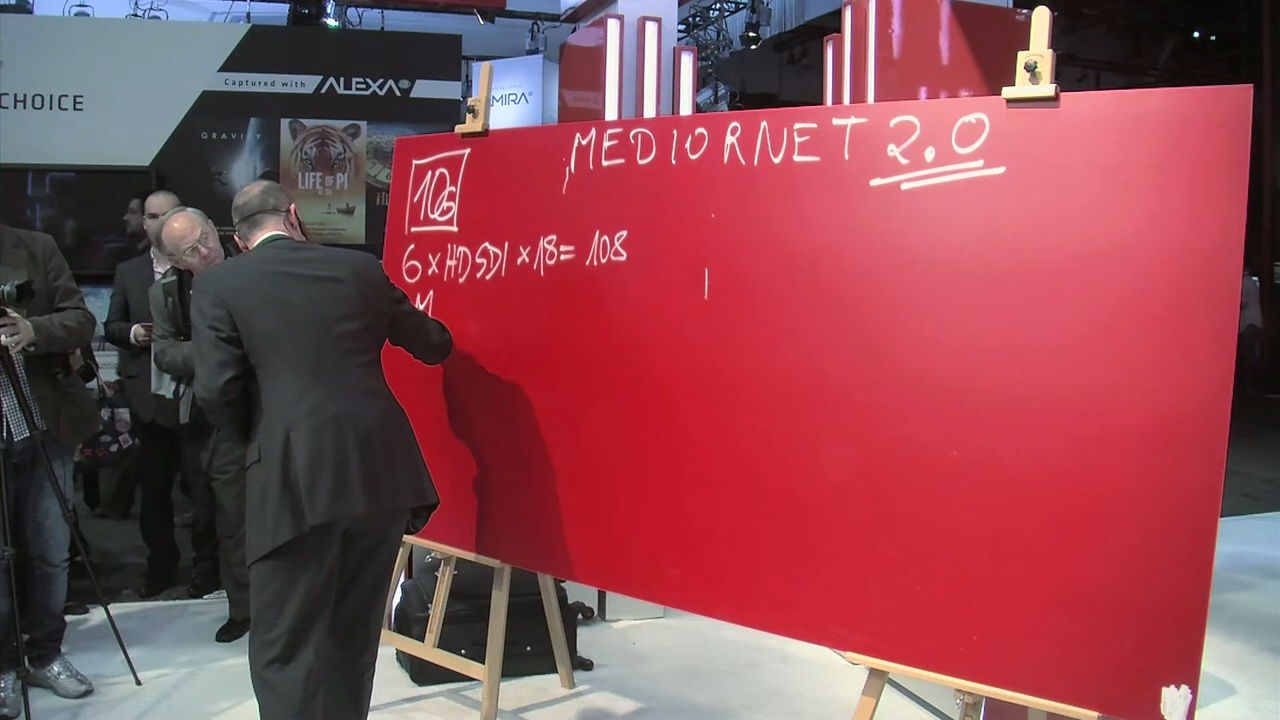 CHOICE
Captured with ALEXA
GRAVITY
LIFE OF PI
MIRA
MEDIORNET 2.0
10G
6 × HD SDI × 18 = 108
M